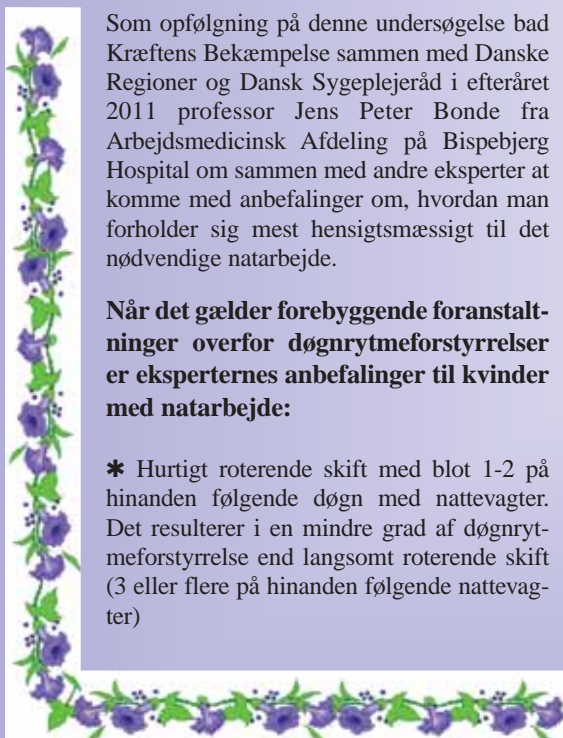 Som opfølgning på denne undersøgelse bad
Kræftens Bekæmpelse sammen med Danske
Regioner og Dansk Sygeplejeråd i efteråret
2011 professor Jens Peter Bonde fra
Arbejdsmedicinsk Afdeling på Bispebjerg
Hospital om sammen med andre eksperter at
komme med anbefalinger om, hvordan man
forholder sig mest hensigtsmæssigt til det
nødvendige natarbejde.
Når det gælder forebyggende foranstalt-
ninger overfor døgnrytmeforstyrrelser
er eksperternes anbefalinger til kvinder
med natarbejde:
✱ Hurtigt roterende skift med blot 1-2 på
hinanden følgende døgn med nattevagter.
Det resulterer i en mindre grad af døgnryt-
meforstyrrelse end langsomt roterende skift
(3 eller flere på hinanden følgende nattevag-
ter)